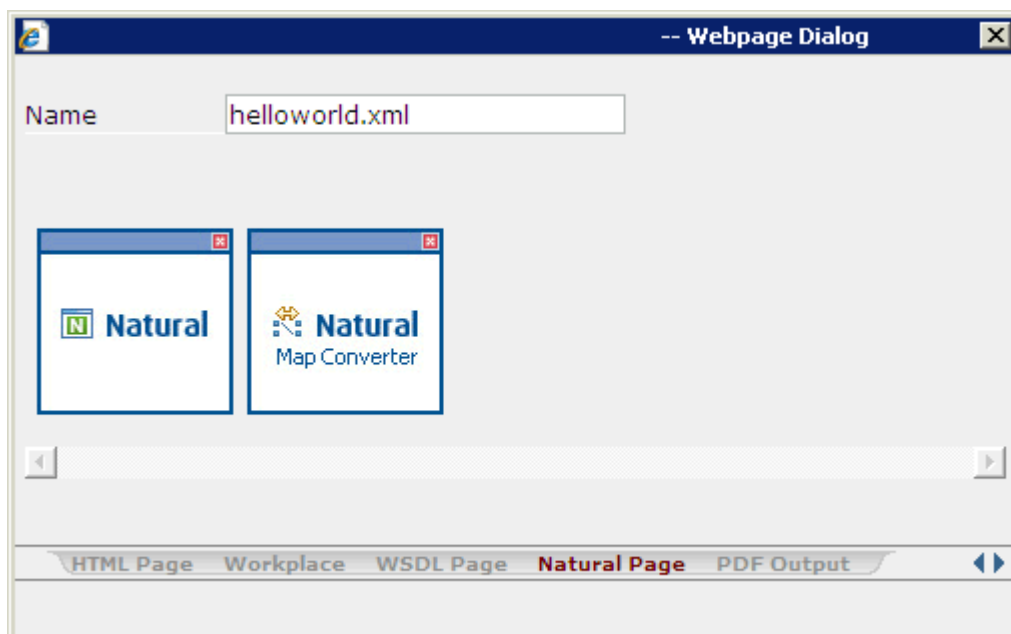 -- Webpage Dialog
Name helloworld.xml
N Natural
Natural
Map Converter
HTML Page Workplace WSDL Page Natural Page PDF Output